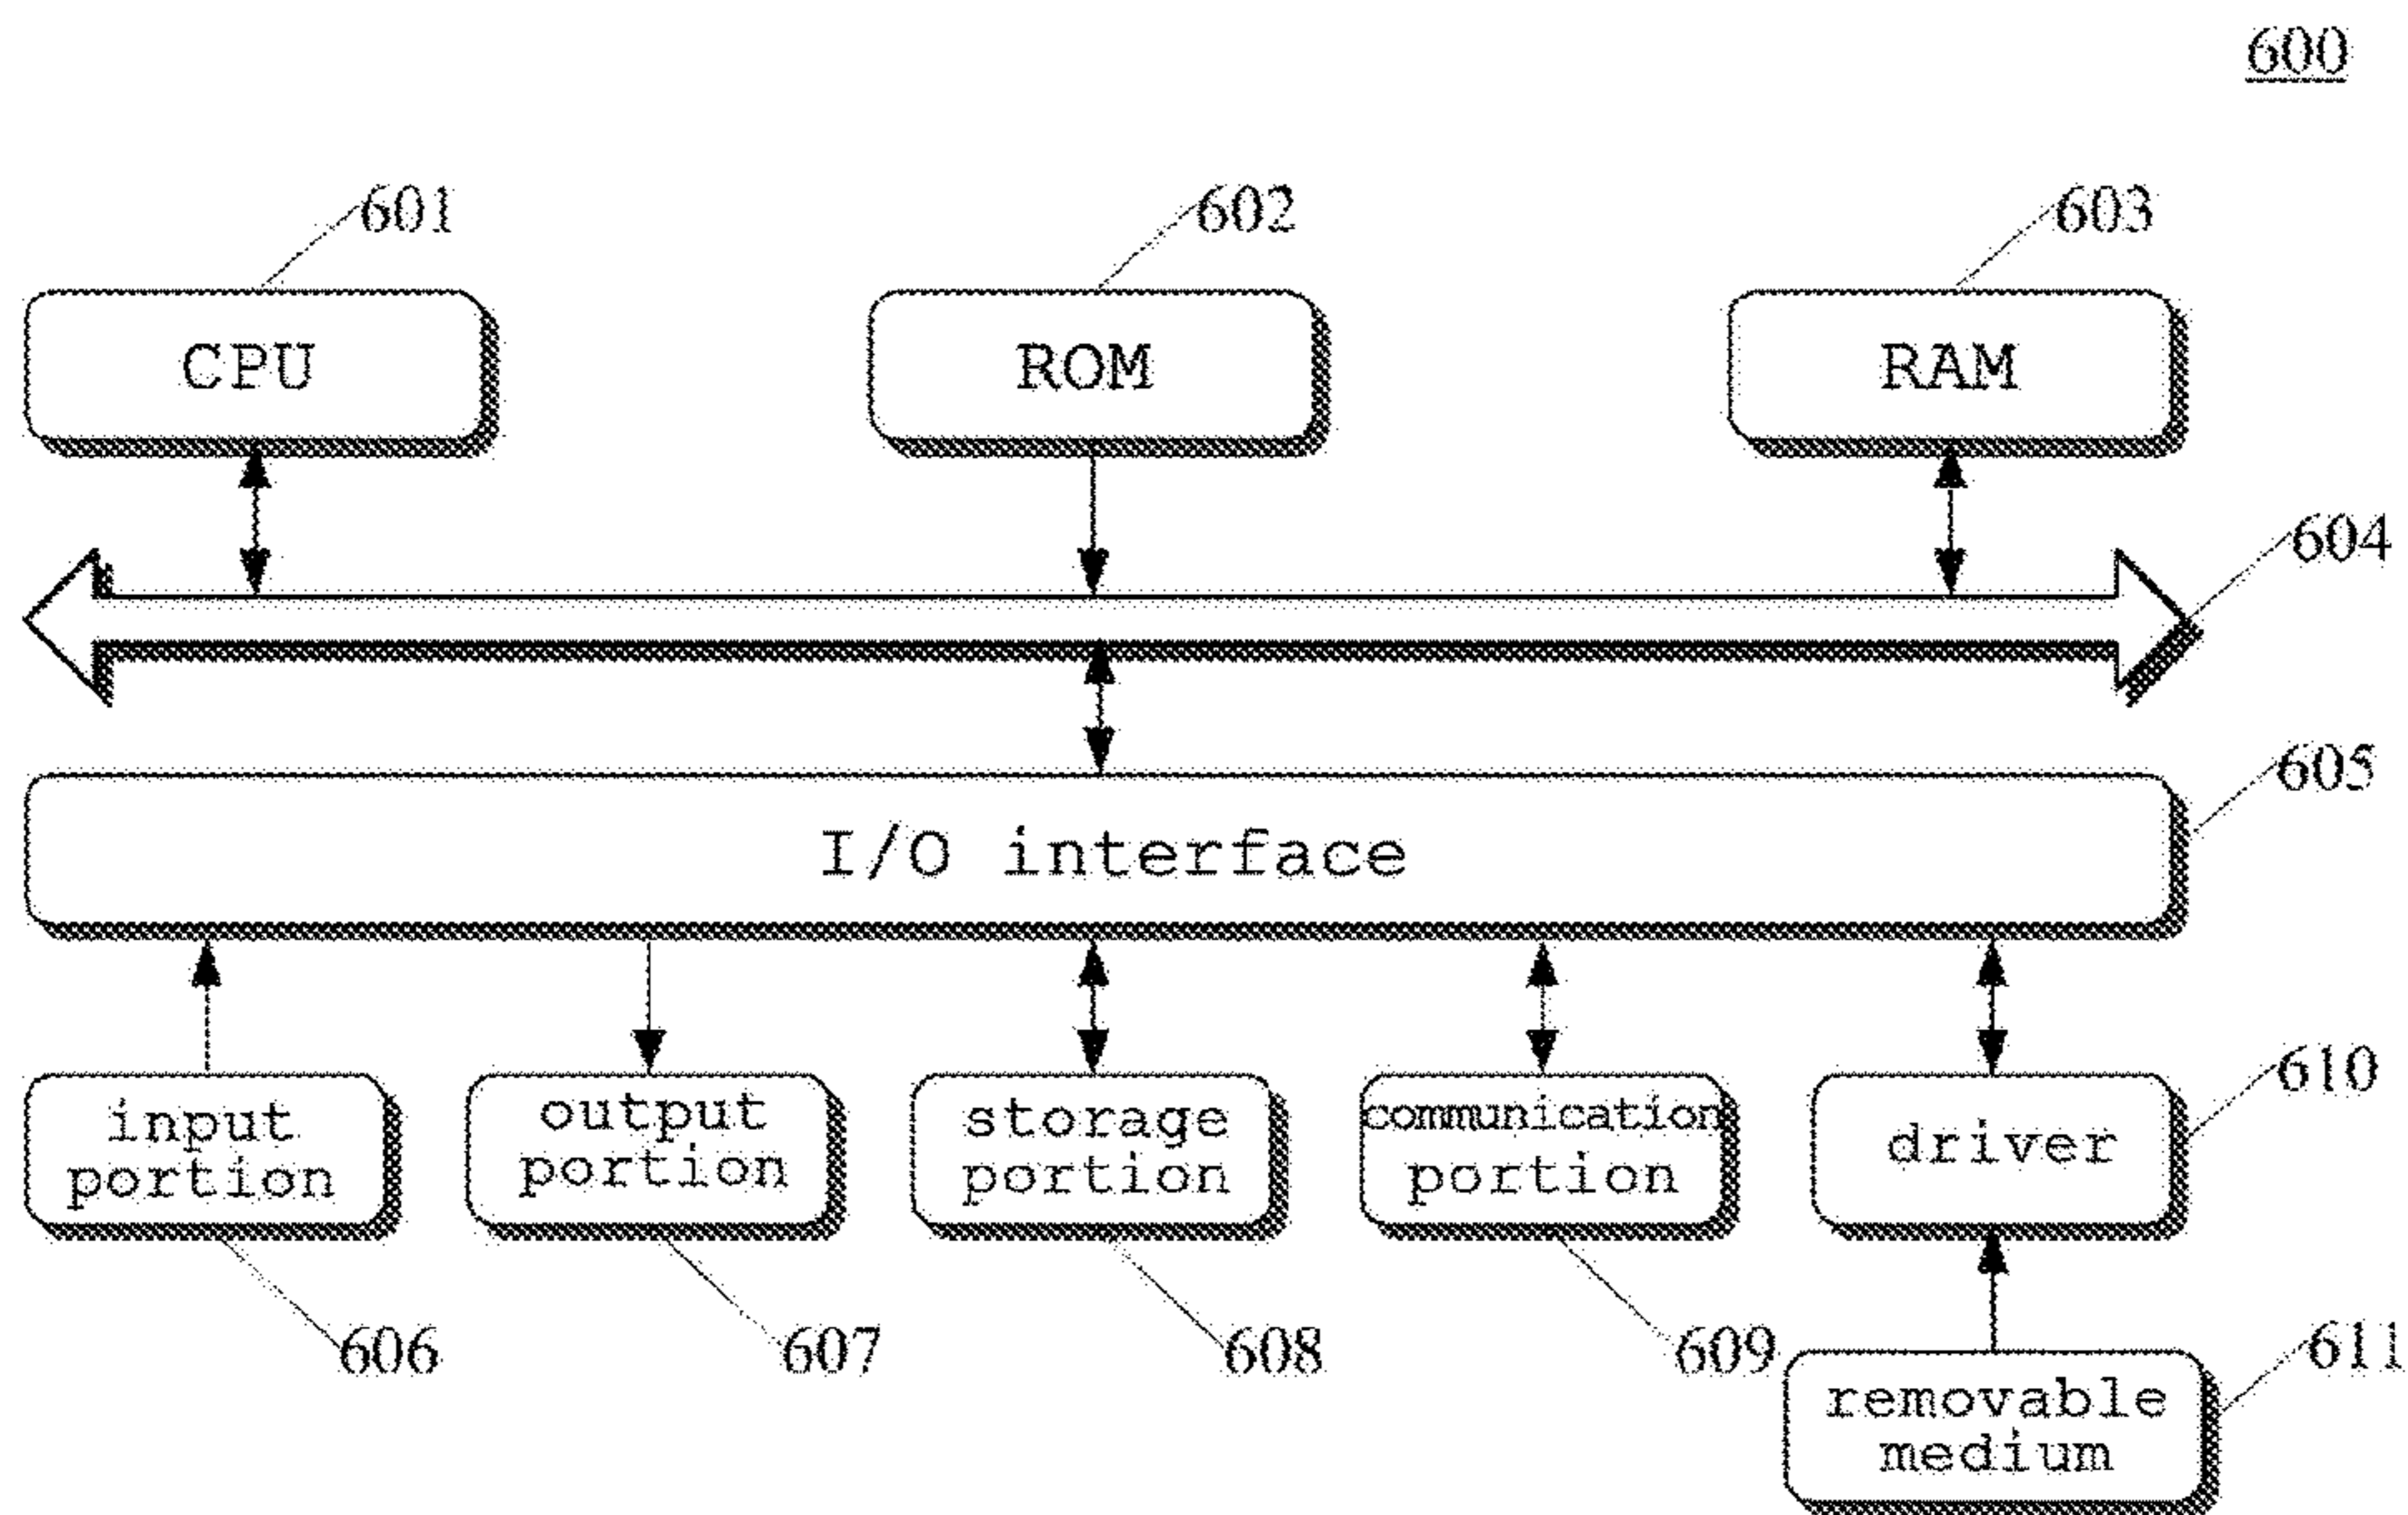 600
601
602
603
CPU
ROM
RAM
604
605
I/O interface
610
input
portion
output
portion
storage
portion
communication
portion
driver
606
607
608
609
611
removable
medium